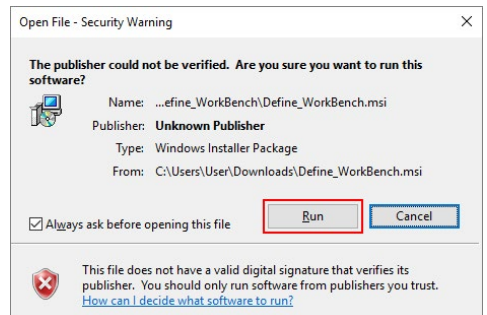 Open File - Security Warning
The publisher could not be verified. Are you sure you want to run this
software?
Name: ...efine_WorkBench\Define_WorkBench.msi
Publisher: Unknown Publisher
Type: Windows Installer Package
From: C:\Users\User\Downloads\Define_WorkBench.msi
Run Cancel
Always ask before opening this file
This file does not have a valid digital signature that verifies its
publisher. You should only run software from publishers you trust.
How can I decide what software to run?